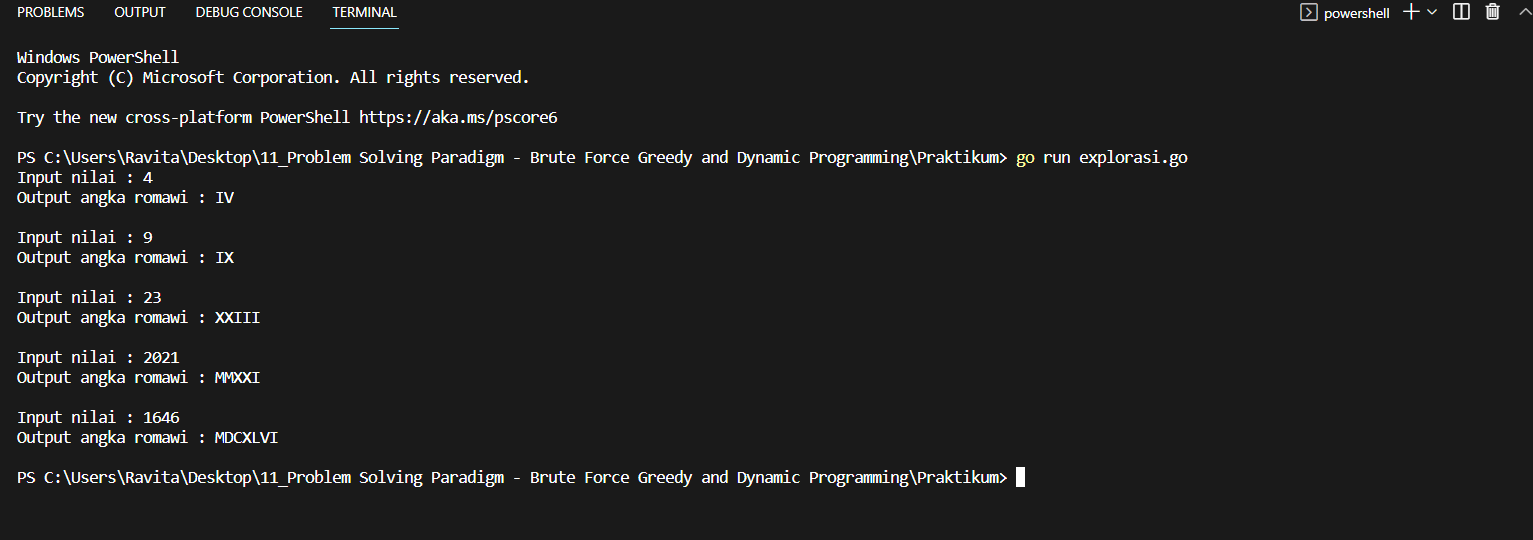 PROBLEMS OUTPUT DEBUG CONSOLE TERMINAL powershell
Windows PowerShell
Copyright (C) Microsoft Corporation. All rights reserved.
Try the new cross-platform PowerShell https://aka.ms/pscore6
PS C:\Users\Ravita\Desktop\11_Problem Solving Paradigm - Brute Force Greedy and Dynamic Programming\Praktikum> go run explorasi.go
Input nilai : 4
Output angka romawi : IV
Input nilai : 9
Output angka romawi : IX
Input nilai : 23
Output angka romawi : XXIII
Input nilai : 2021
Output angka romawi : MMXXI
Input nilai : 1646
Output angka romawi : MDCXLVI
PS C:\Users\Ravita\Desktop\11_Problem Solving Paradigm - Brute Force Greedy and Dynamic Programming\Praktikum>